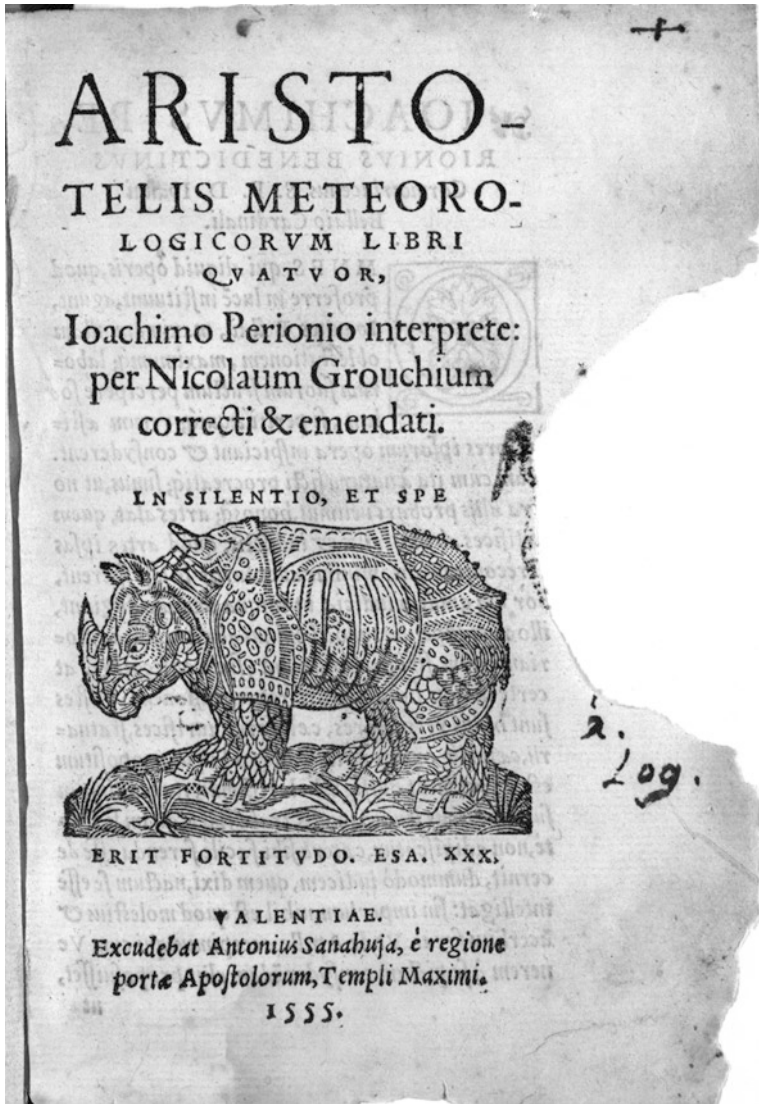 ARISTO-
TELIS METEORO-
LOGICORVM LIBRI
QVATVOR,
Ioachimo Perionio interprete:
per Nicolaum Grouchium
correcti & emendati.
IN SILENTIO, ET SPE
ERIT FORTITVDO. ESA. XXX.
VALENTIAE.
Excudebat Antonius Sanahuja, è regione
portæ Apoſtolorum, Templi Maximi.
1555.
Log.